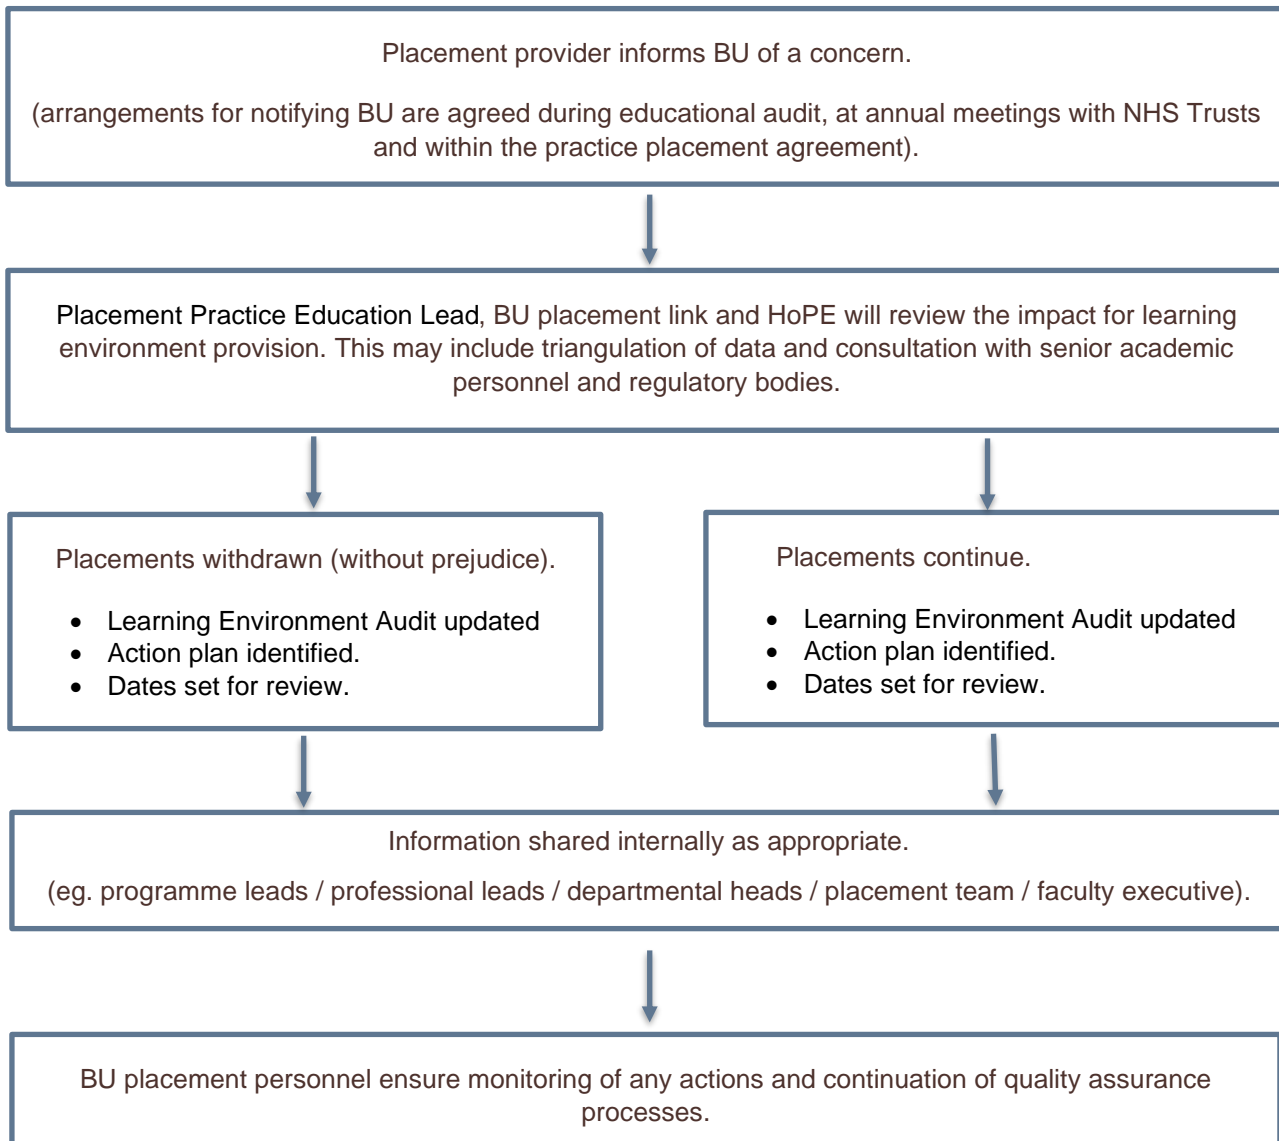 Placement provider informs BU of a concern.
(arrangements for notifying BU are agreed during educational audit, at annual meetings with NHS Trusts
and within the practice placement agreement).
Placement Practice Education Lead, BU placement link and HoPE will review the impact for learning
environment provision. This may include triangulation of data and consultation with senior academic
personnel and regulatory bodies.
Placements withdrawn (without prejudice).
• Learning Environment Audit updated
• Action plan identified.
• Dates set for review.
Placements continue.
• Learning Environment Audit updated
• Action plan identified.
• Dates set for review.
Information shared internally as appropriate.
(eg. programme leads / professional leads / departmental heads / placement team / faculty executive).
BU placement personnel ensure monitoring of any actions and continuation of quality assurance
processes.